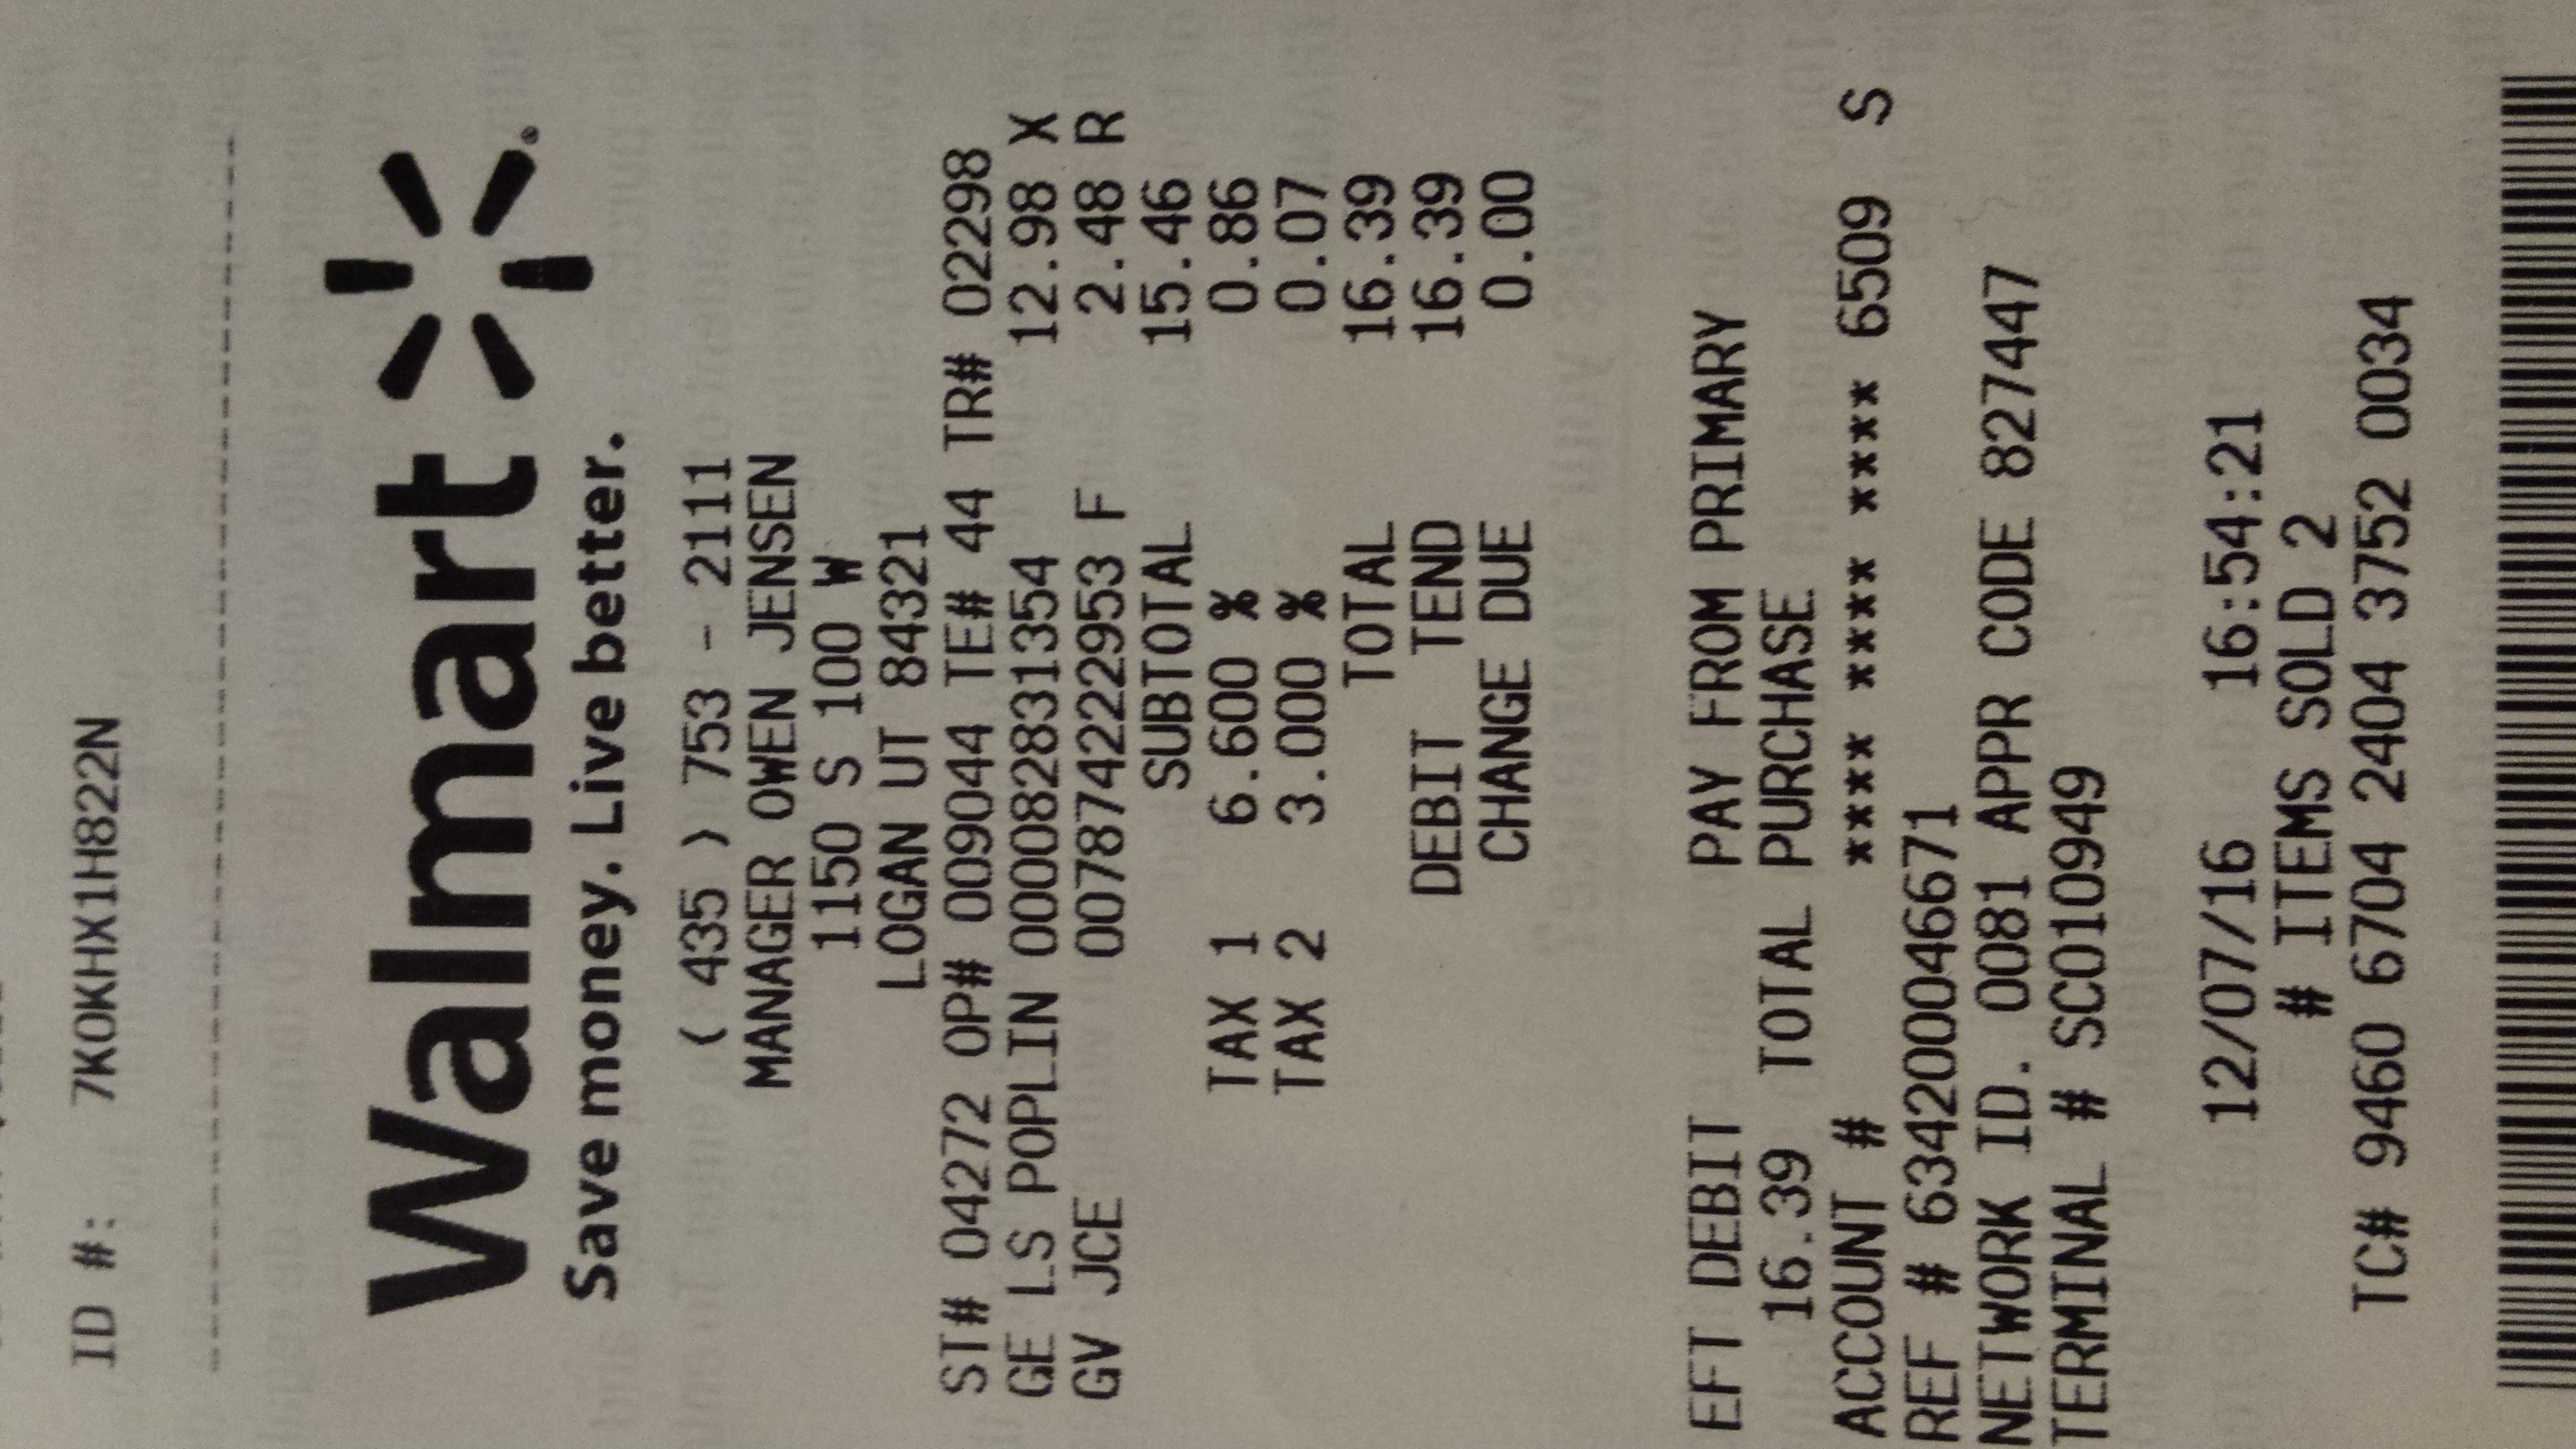 ID #: 7K0KHX1H822N
Walmart
Save money. Live better.
( 435 ) 753 - 2111
MANAGER OWEN JENSEN
1150 S 100 W
LOGAN UT 84321
ST# 04272 OP# 009044 TE# 44 TR# 02298
GE LS POPLIN 000082831354 12.98 X
GV JCE 007874222953 F 2.48 R
SUBTOTAL 15.46
TAX 1 6.600 % 0.86
TAX 2 3.000 % 0.07
TOTAL 16.39
DEBIT TEND 16.39
CHANGE DUE 0.00
EFT DEBIT PAY FROM PRIMARY
16.39 TOTAL PURCHASE
ACCOUNT # **** **** **** 6509 S
REF # 634200046671
NETWORK ID. 0081 APPR CODE 827447
TERMINAL # SC010949
12/07/16 16:54:21
# ITEMS SOLD 2
TC# 9460 6704 2404 3752 0034